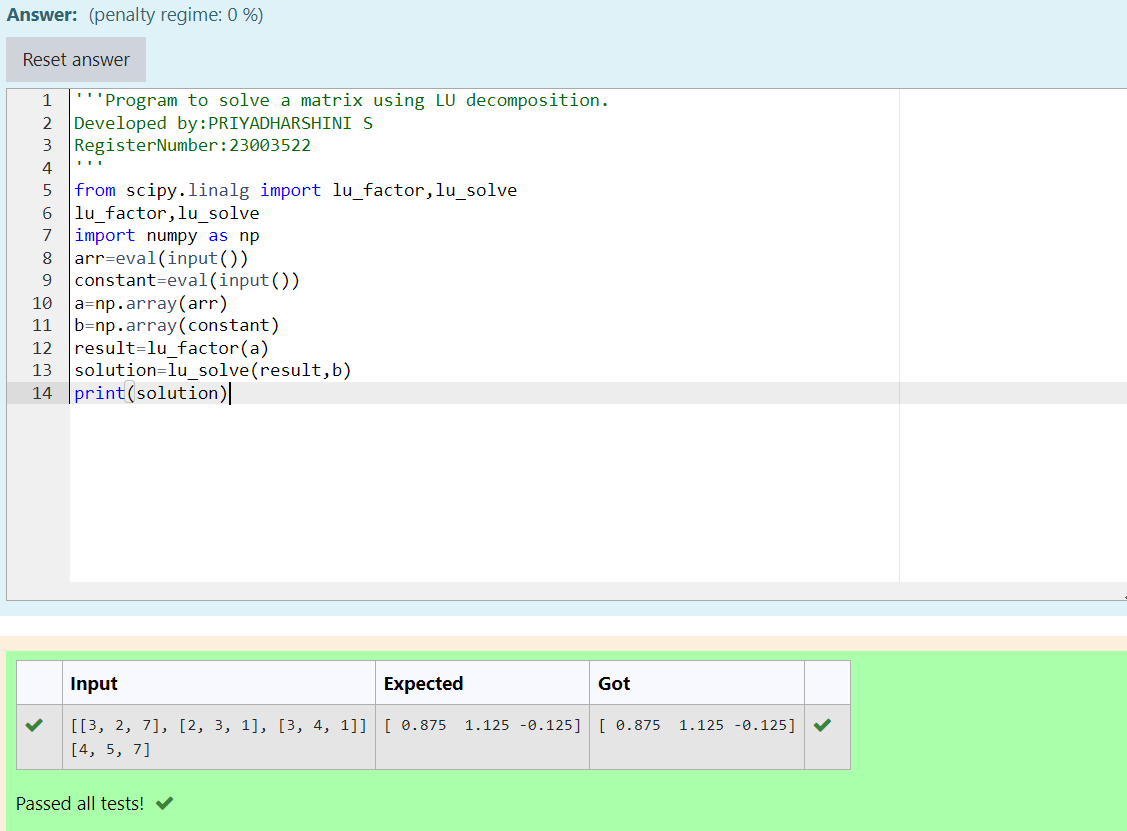 Answer: (penalty regime: 0 %)
Reset answer
1 '''Program to solve a matrix using LU decomposition.
2 Developed by:PRIYADHARSHINI S
3 RegisterNumber:23003522
4 '''
5 from scipy.linalg import lu_factor,lu_solve
6 lu_factor,lu_solve
7 import numpy as np
8 arr=eval(input())
9 constant=eval(input())
10 a=np.array(arr)
11 b=np.array(constant)
12 result=lu_factor(a)
13 solution=lu_solve(result,b)
14 print(solution)
Input Expected Got
[[3, 2, 7], [2, 3, 1], [3, 4, 1]] [ 0.875  1.125 -0.125] [ 0.875  1.125 -0.125]
[4, 5, 7]
Passed all tests!